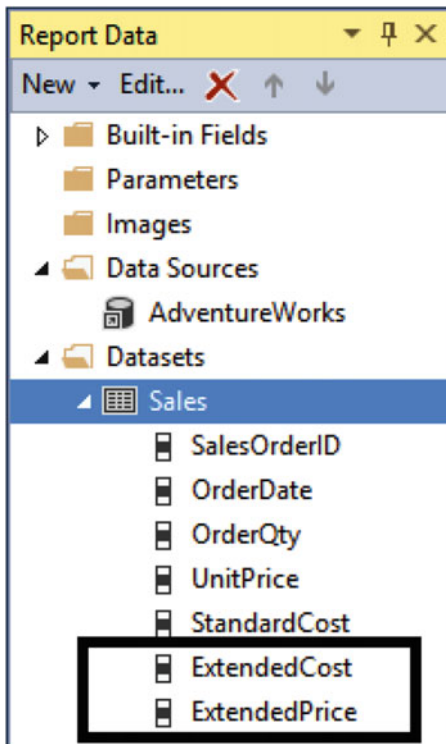 Report Data
New Edit...
Built-in Fields
Parameters
Images
Data Sources
AdventureWorks
Datasets
Sales
SalesOrderID
OrderDate
OrderQty
UnitPrice
StandardCost
ExtendedCost
ExtendedPrice